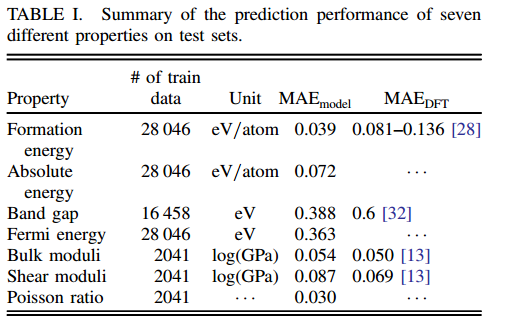 TABLE I. Summary of the prediction performance of seven
different properties on test sets.
# of train
Property data Unit MAEmodel MAEDFT
Formation 28 046 eV/atom 0.039 0.081–0.136 [28]
energy
Absolute 28 046 eV/atom 0.072 ···
energy
Band gap 16 458 eV 0.388 0.6 [32]
Fermi energy 28 046 eV 0.363 ···
Bulk moduli 2041 log(GPa) 0.054 0.050 [13]
Shear moduli 2041 log(GPa) 0.087 0.069 [13]
Poisson ratio 2041 ··· 0.030 ···